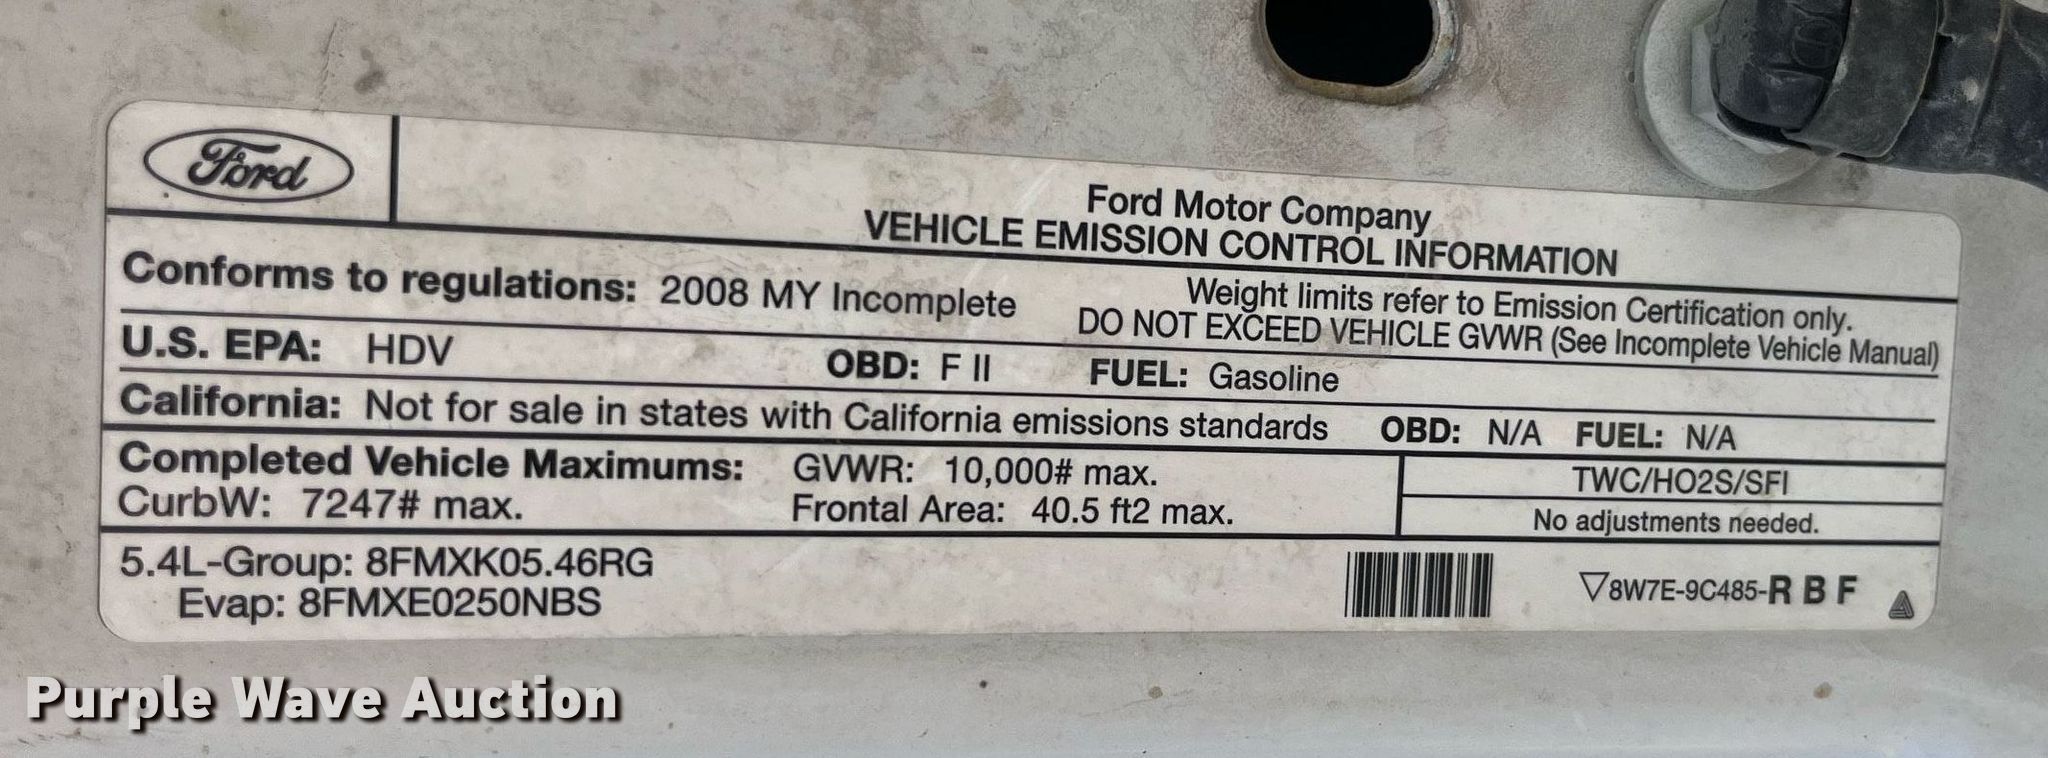 Ford
Ford Motor Company
VEHICLE EMISSION CONTROL INFORMATION
Conforms to regulations: 2008 MY Incomplete
Weight limits refer to Emission Certification only.
DO NOT EXCEED VEHICLE GVWR (See Incomplete Vehicle Manual)
U.S. EPA: HDV OBD: F II FUEL: Gasoline
California: Not for sale in states with California emissions standards OBD: N/A FUEL: N/A
Completed Vehicle Maximums: GVWR: 10,000# max.
CurbW: 7247# max. Frontal Area: 40.5 ft2 max.
TWC/HO2S/SFI
No adjustments needed.
5.4L-Group: 8FMXK05.46RG
Evap: 8FMXE0250NBS
▽8W7E-9C485-R B F
Purple Wave Auction